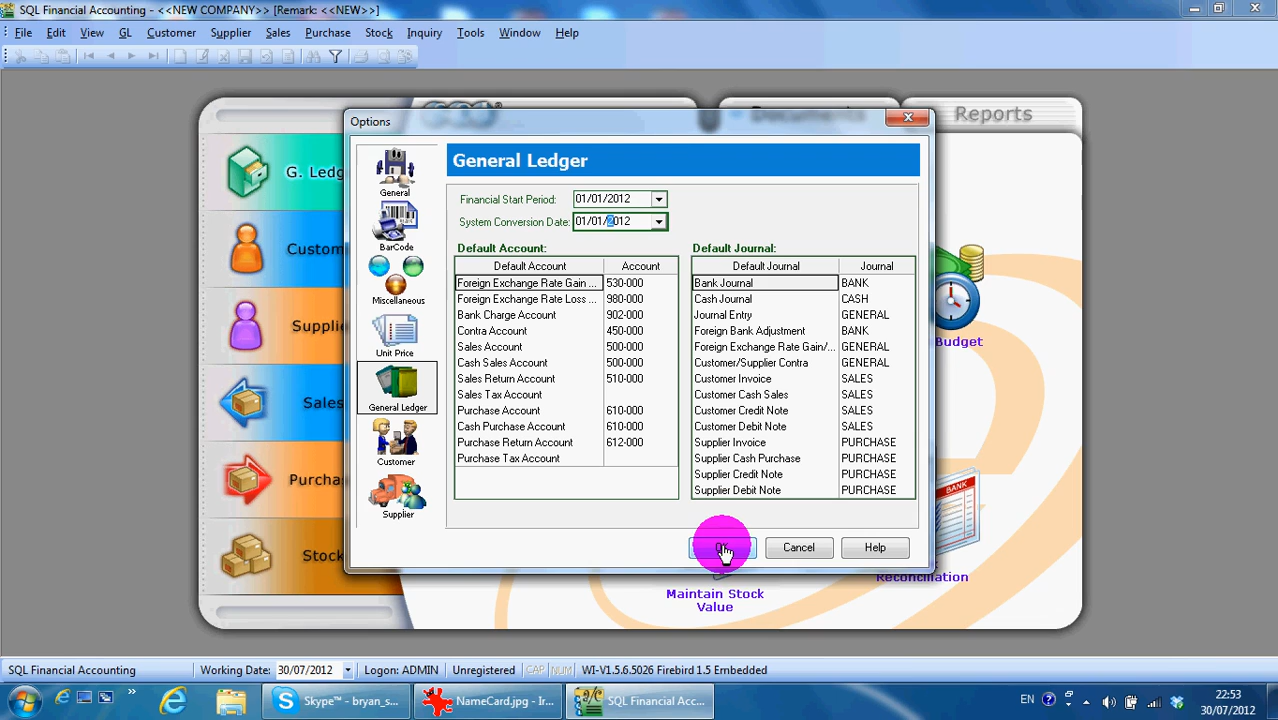 SQL Financial Accounting - <<NEW COMPANY>> [Remark: <<NEW>>]
File Edit View GL Customer Supplier Sales Purchase Stock Inquiry Tools Window Help
Documents
Reports
Options
General
BarCode
Miscellaneous
Unit Price
General Ledger
Customer
Supplier
General Ledger
Financial Start Period: 01/01/2012
System Conversion Date: 01/01/2012
Default Account:
Default Account Account
Foreign Exchange Rate Gain ... 530-000
Foreign Exchange Rate Loss ... 980-000
Bank Charge Account 902-000
Contra Account 450-000
Sales Account 500-000
Cash Sales Account 500-000
Sales Return Account 510-000
Sales Tax Account
Purchase Account 610-000
Cash Purchase Account 610-000
Purchase Return Account 612-000
Purchase Tax Account
Default Journal:
Default Journal Journal
Bank Journal BANK
Cash Journal CASH
Journal Entry GENERAL
Foreign Bank Adjustment BANK
Foreign Exchange Rate Gain/... GENERAL
Customer/Supplier Contra GENERAL
Customer Invoice SALES
Customer Cash Sales SALES
Customer Credit Note SALES
Customer Debit Note SALES
Supplier Invoice PURCHASE
Supplier Cash Purchase PURCHASE
Supplier Credit Note PURCHASE
Supplier Debit Note PURCHASE
OK Cancel Help
G. Ledg
Custom
Supplie
Sales
Purcha
Stock
Budget
BANK
Reconciliation
Maintain Stock
Value
SQL Financial Accounting Working Date: 30/07/2012 Logon: ADMIN Unregistered CAP NUM WI-V1.5.6.5026 Firebird 1.5 Embedded
Skype™ - bryan_s... NameCard.jpg - Ir... SQL Financial Acc... EN 22:53
30/07/2012